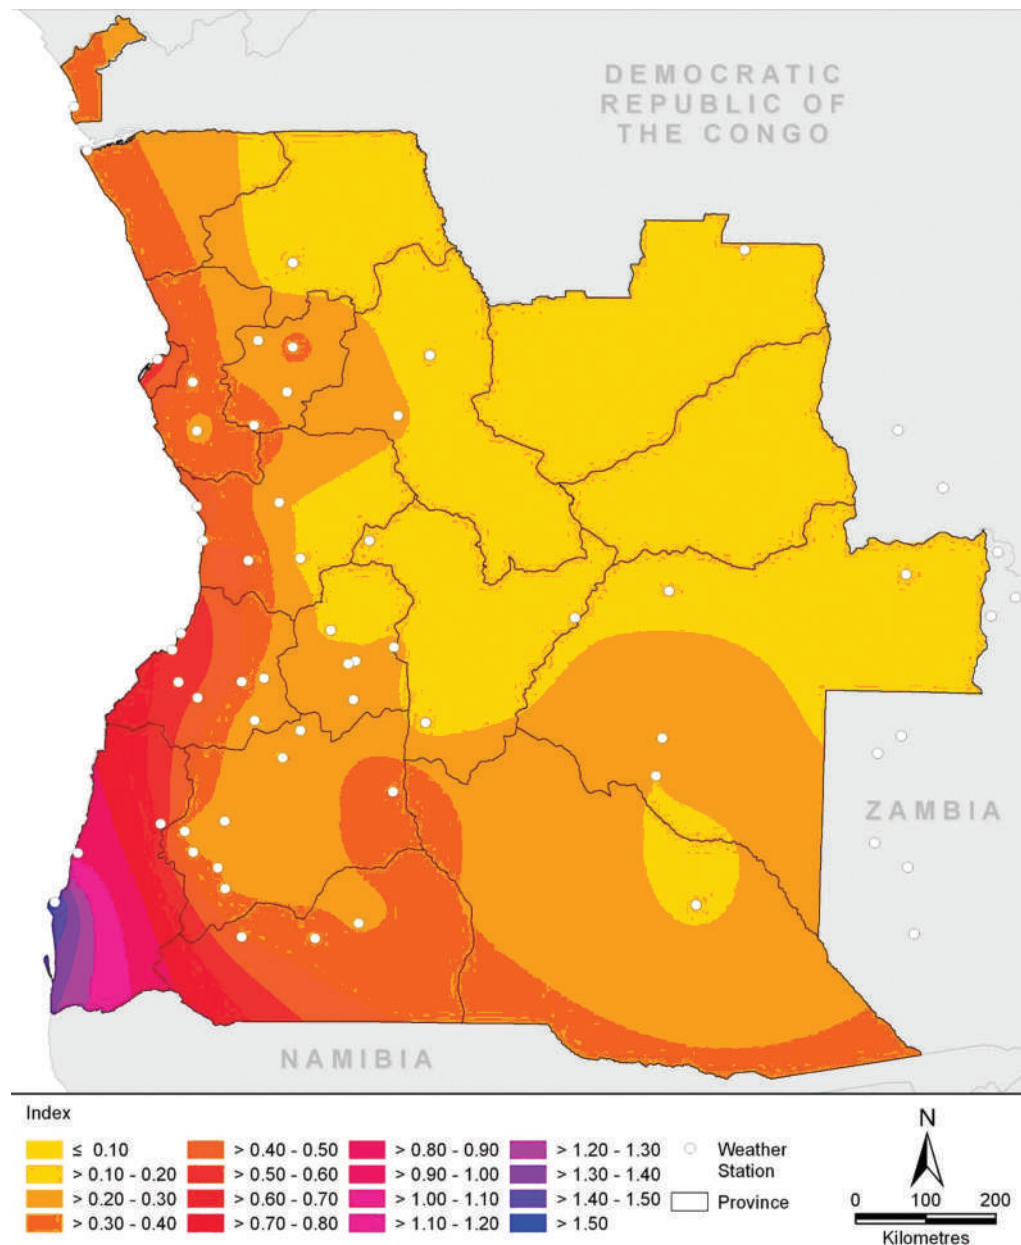 DEMOCRATIC
REPUBLIC OF
THE CONGO
ZAMBIA
NAMIBIA
Index
≤ 0.10
> 0.10 - 0.20
> 0.20 - 0.30
> 0.30 - 0.40
> 0.40 - 0.50
> 0.50 - 0.60
> 0.60 - 0.70
> 0.70 - 0.80
> 0.80 - 0.90
> 0.90 - 1.00
> 1.00 - 1.10
> 1.10 - 1.20
> 1.20 - 1.30
> 1.30 - 1.40
> 1.40 - 1.50
> 1.50
Weather
Station
Province
N
0 100 200
Kilometres